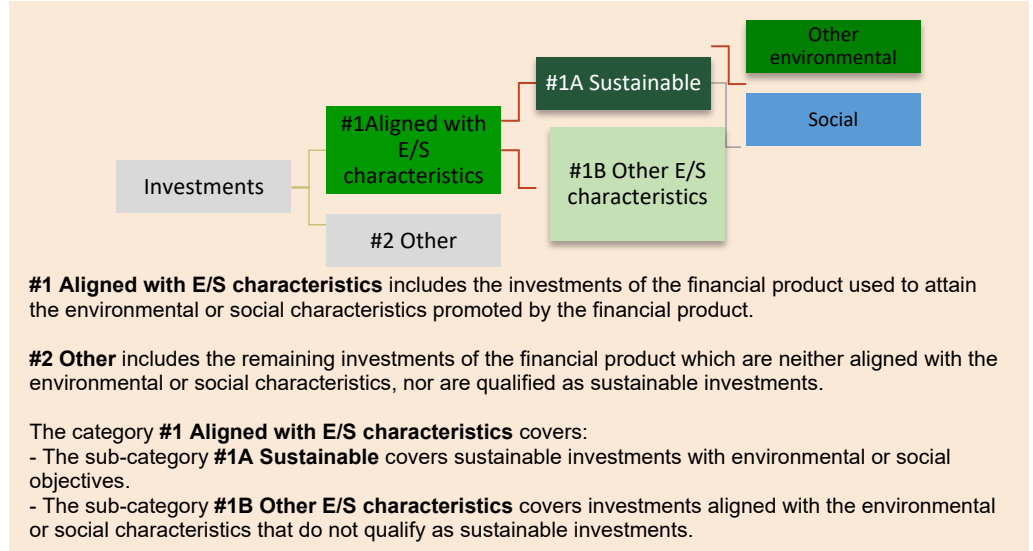 Other
environmental
#1A Sustainable
Social
#1Aligned with
E/S
characteristics
#1B Other E/S
characteristics
Investments
#2 Other
#1 Aligned with E/S characteristics includes the investments of the financial product used to attain
the environmental or social characteristics promoted by the financial product.
#2 Other includes the remaining investments of the financial product which are neither aligned with the
environmental or social characteristics, nor are qualified as sustainable investments.
The category #1 Aligned with E/S characteristics covers:
- The sub-category #1A Sustainable covers sustainable investments with environmental or social
objectives.
- The sub-category #1B Other E/S characteristics covers investments aligned with the environmental
or social characteristics that do not qualify as sustainable investments.